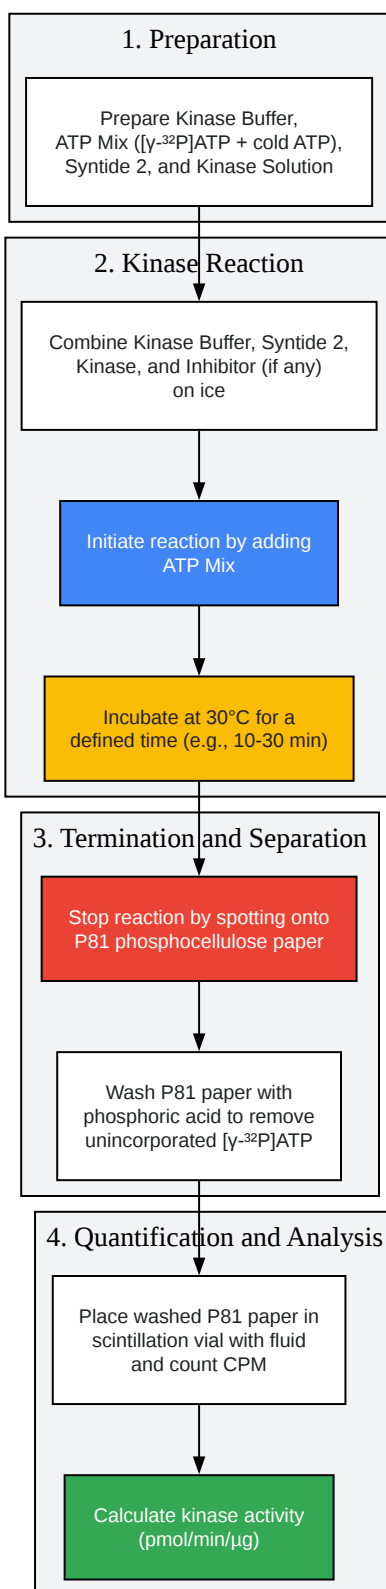 1. Preparation
Prepare Kinase Buffer,
ATP Mix ([γ-³²P]ATP + cold ATP),
Syntide 2, and Kinase Solution
2. Kinase Reaction
Combine Kinase Buffer, Syntide 2,
Kinase, and Inhibitor (if any)
on ice
Initiate reaction by adding
ATP Mix
Incubate at 30°C for a
defined time (e.g., 10-30 min)
3. Termination and Separation
Stop reaction by spotting onto
P81 phosphocellulose paper
Wash P81 paper with
phosphoric acid to remove
unincorporated [γ-³²P]ATP
4. Quantification and Analysis
Place washed P81 paper in
scintillation vial with fluid
and count CPM
Calculate kinase activity
(pmol/min/µg)